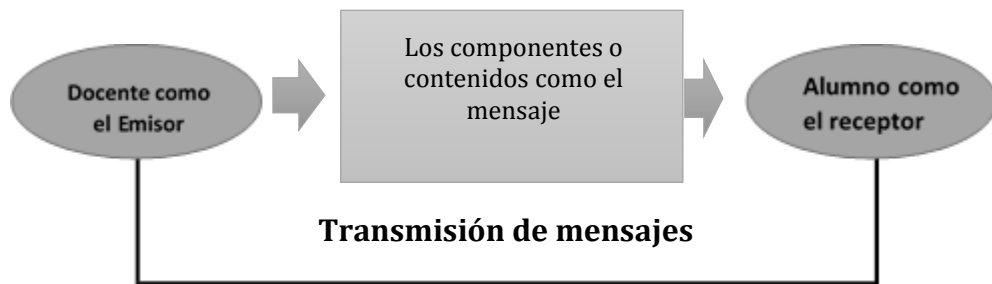 Docente como
el Emisor
Los componentes o
contenidos como el
mensaje
Alumno como
el receptor
Transmisión de mensajes